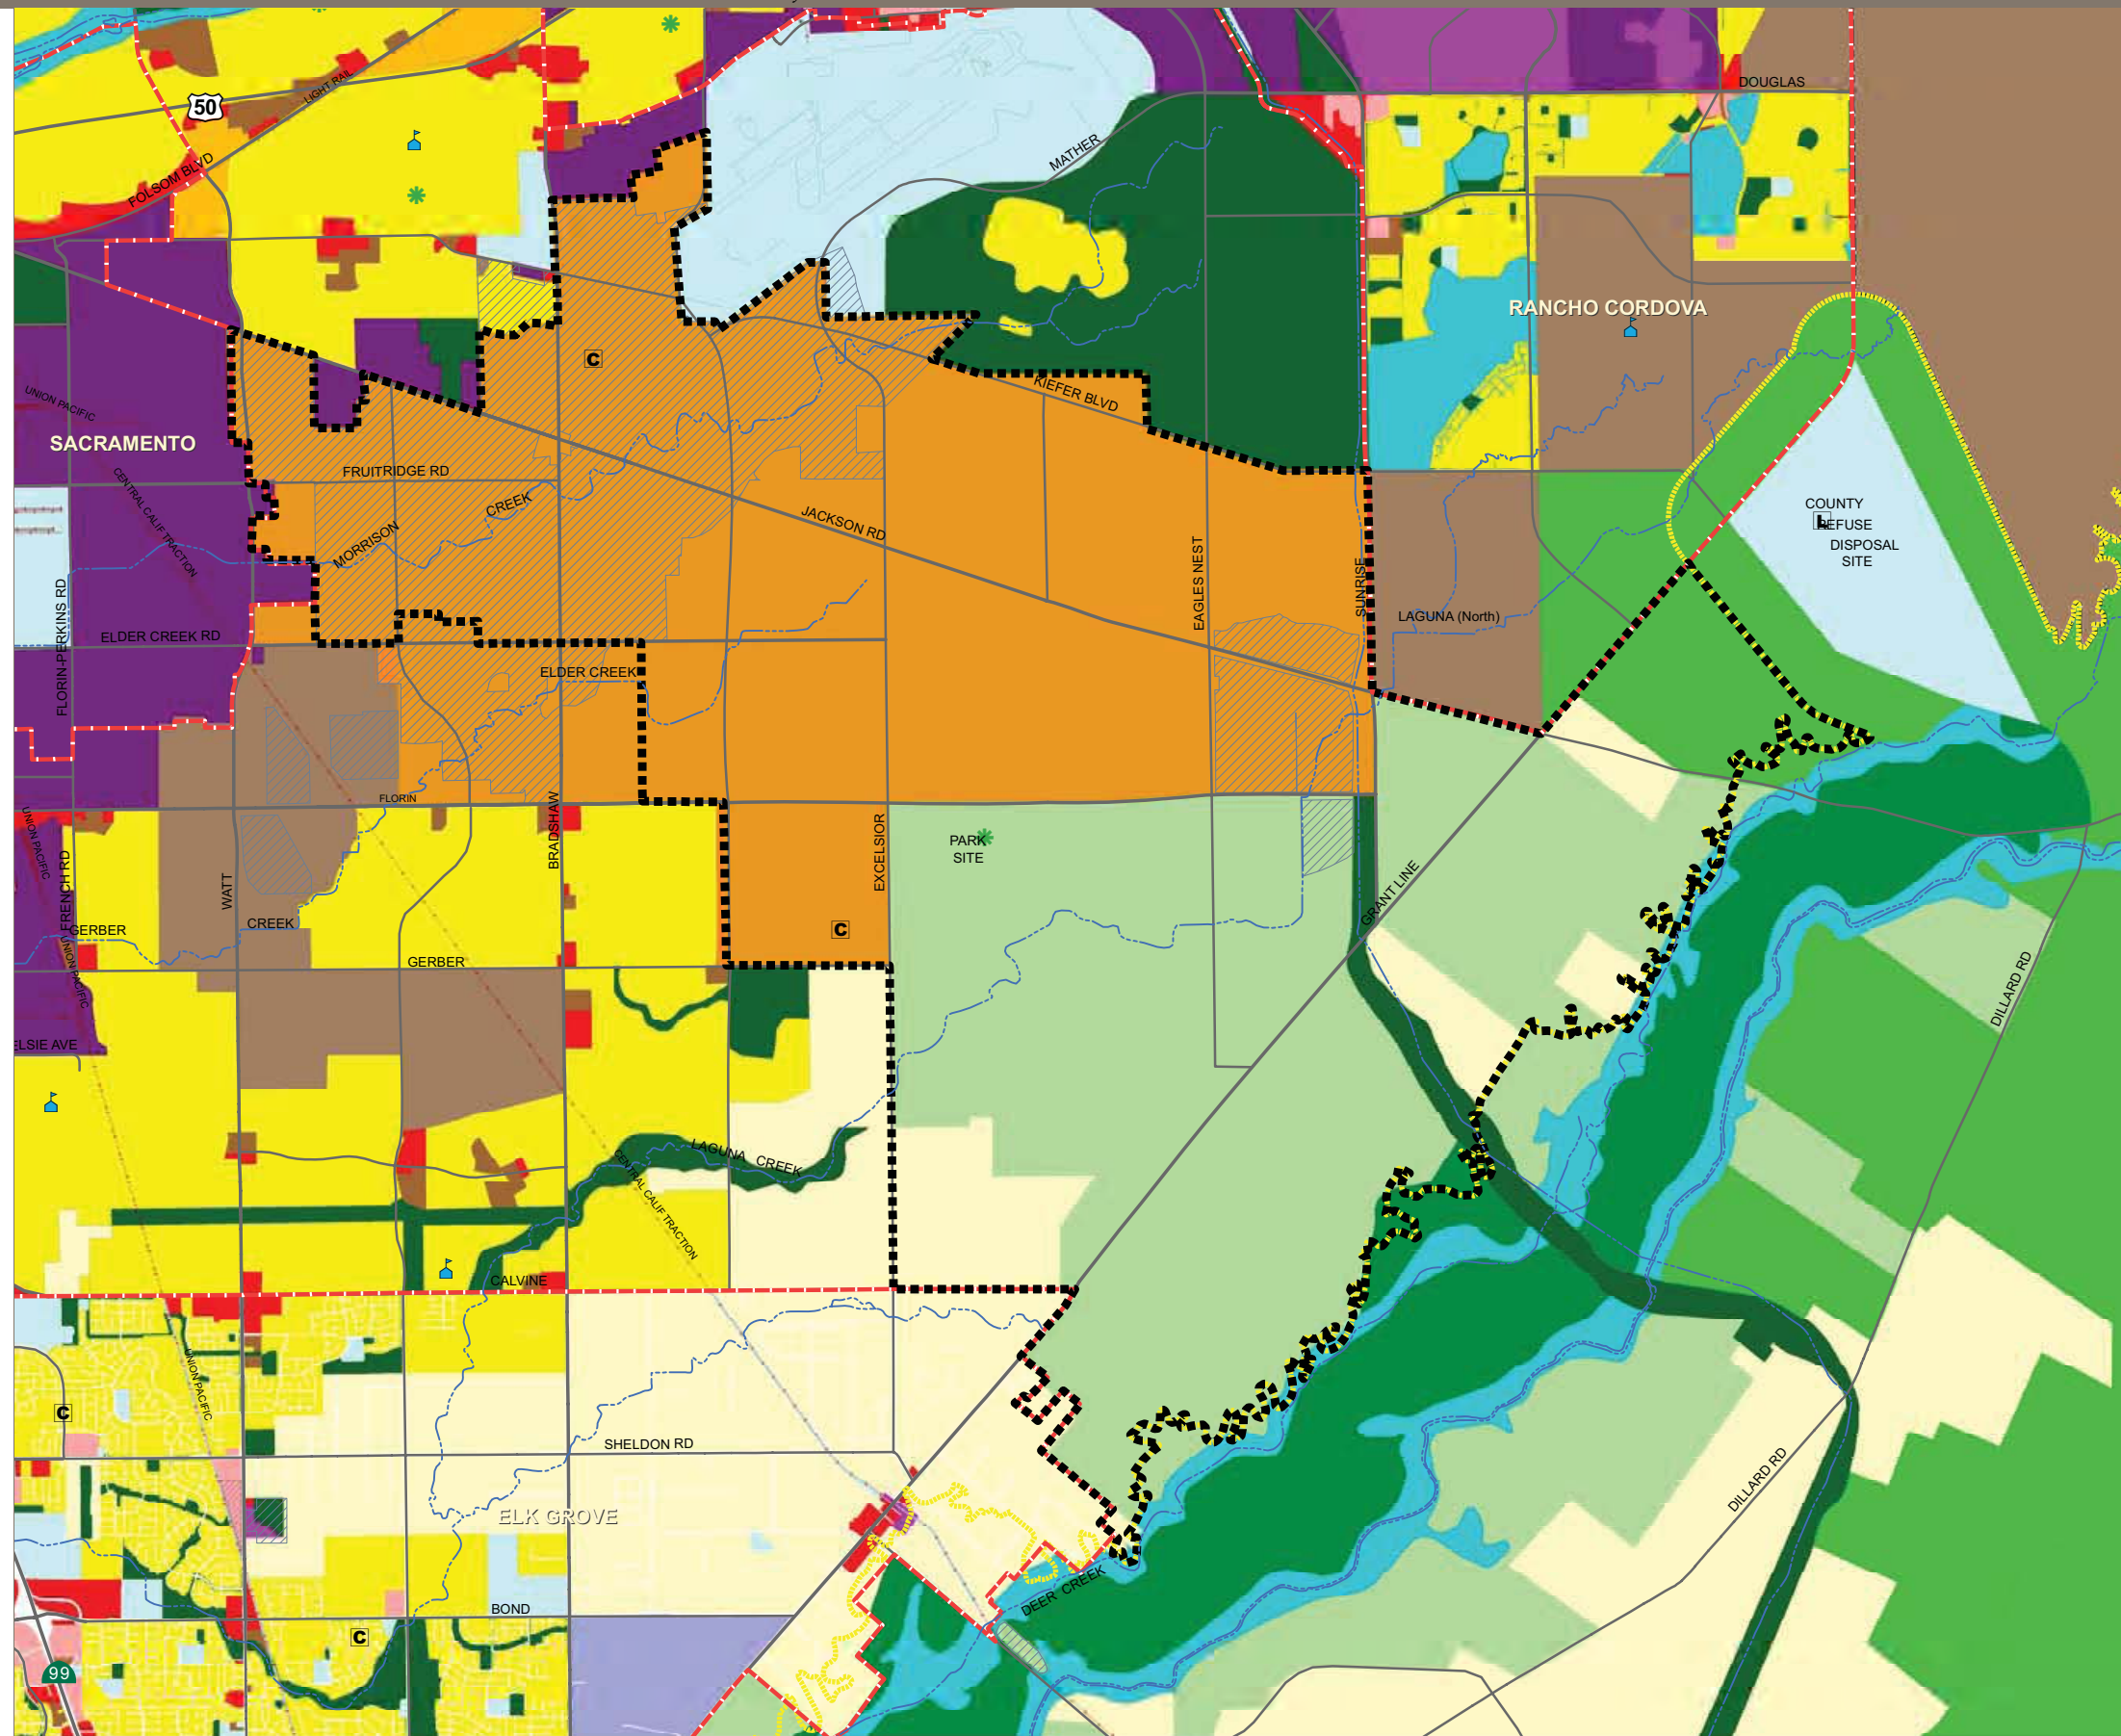 DOUGLAS
LIGHT RAIL
50
MATHER
FOLSOM BLVD
RANCHO CORDOVA
C
KIEFER BLVD
UNION PACIFIC
SACRAMENTO
FRUITRIDGE RD
CENTRAL CALIF TRACTION
CREEK
MORRISON
JACKSON RD
COUNTY
L
REFUSE
DISPOSAL
SITE
EAGLES NEST
SUNRISE
FLORIN-PERKINS RD
LAGUNA (North)
ELDER CREEK RD
ELDER CREEK
FLORIN
UNION PACIFIC
BRADSHAW
EXCELSIOR
PARK
SITE
FRENCH RD
WATT
GRANT LINE
CREEK
GERBER
C
UNION PACIFIC
GERBER
DILLARD RD
ELSIE AVE
LAGUNA CREEK
CENTRAL CALIF TRACTION
CALVINE
UNION PACIFIC
C
SHELDON RD
DILLARD RD
ELK GROVE
DEER CREEK
BOND
C
99